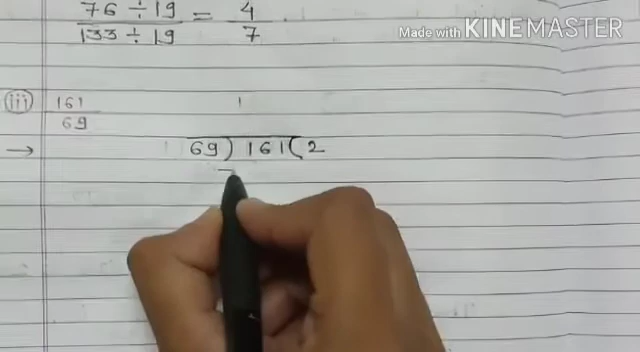 76 ÷ 19 = 4
133 ÷ 19 7
Made with KINEMASTER
(iii) 161
69
→ 69) 161 (2